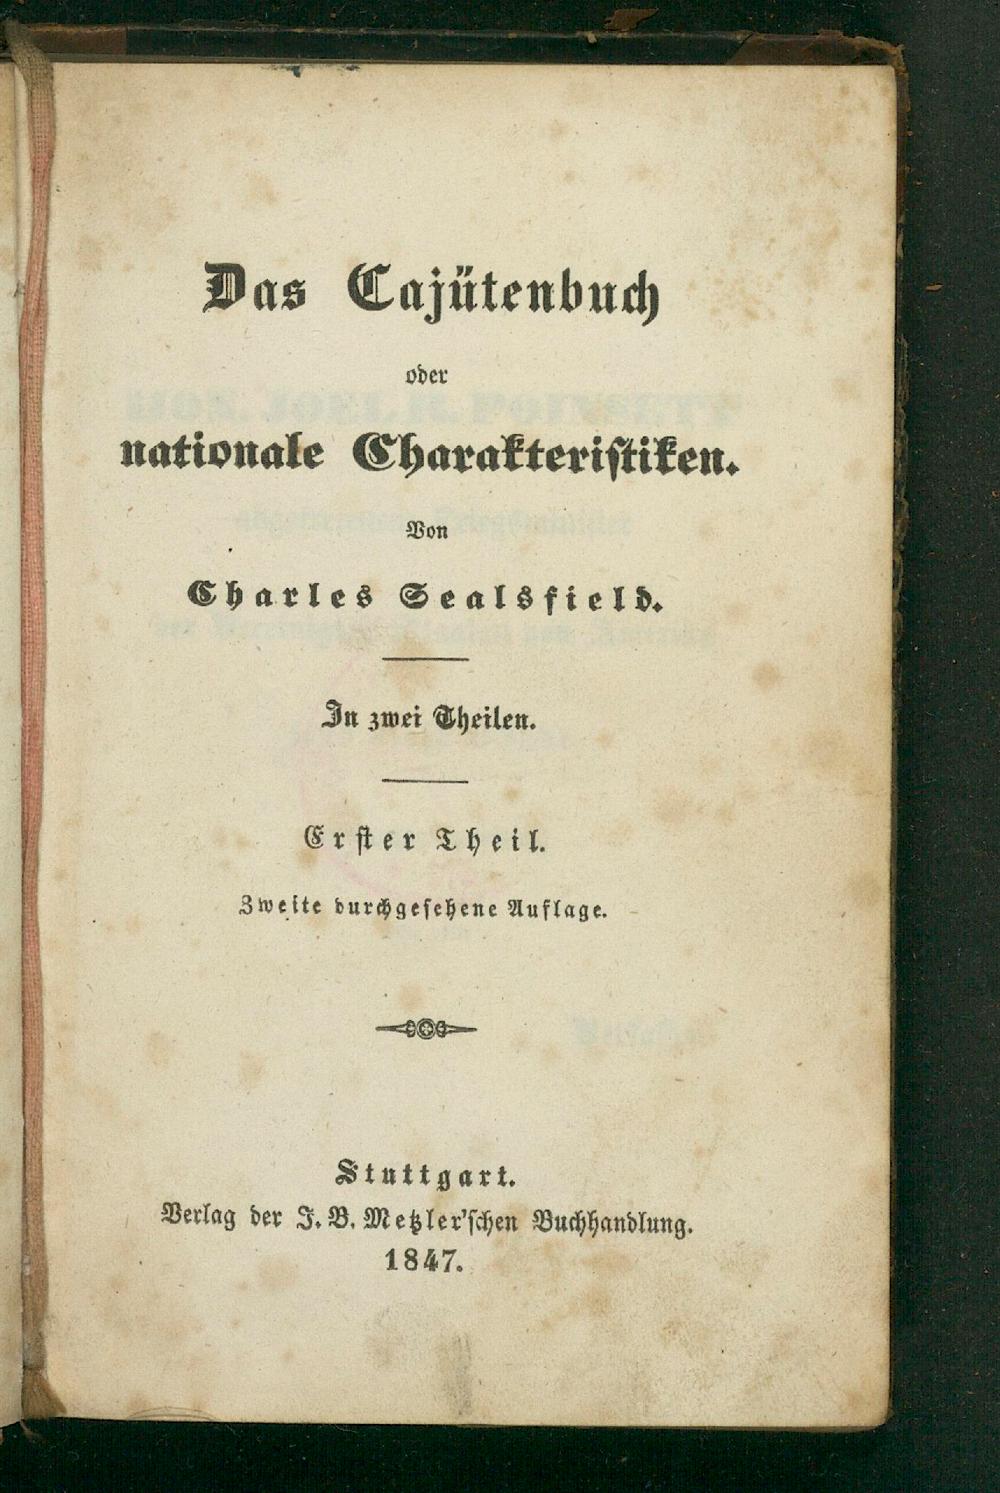 Das Cajütenbuch
oder
nationale Charakteristiken.
Von
Charles Sealsfield.
In zwei Theilen.
Erster Theil.
Zweite durchgesehene Auflage.
Stuttgart.
Verlag der J. B. Metzler'schen Buchhandlung.
1847.